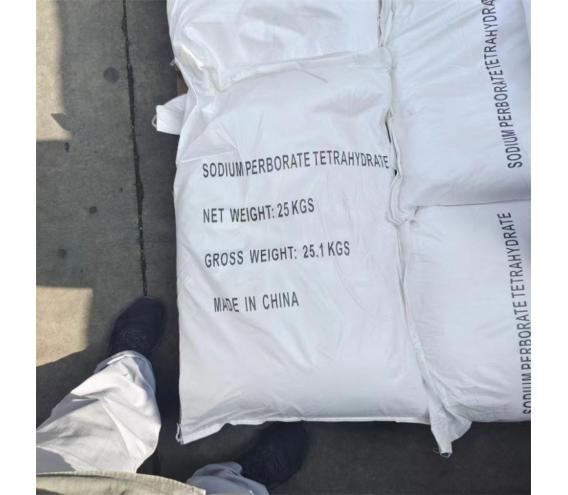 SODIUM PERBORATE TETRAHYDRATE
NET WEIGHT: 25 KGS
GROSS WEIGHT: 25.1 KGS
MADE IN CHINA
SODIUM PERBORATE TETRAHYDRATE
SODIUM PERBORATE TETRAHYDRATE